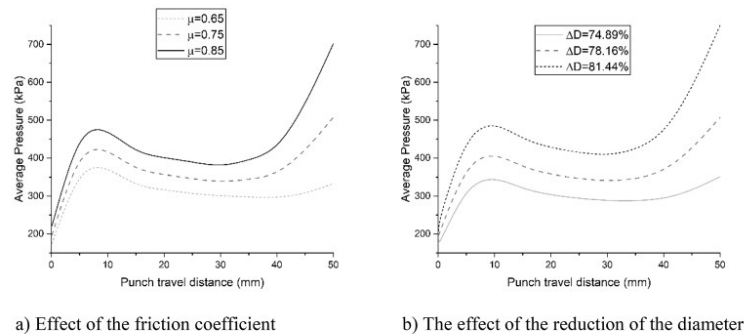 μ=0.65
μ=0.75
μ=0.85
700
600
500
400
300
200
Average Pressure (kPa)
0 10 20 30 40 50
Punch travel distance (mm)
a) Effect of the friction coefficient
ΔD=74.89%
ΔD=78.16%
ΔD=81.44%
700
600
500
400
300
200
Average Pressure (kPa)
0 10 20 30 40 50
Punch travel distance (mm)
b) The effect of the reduction of the diameter